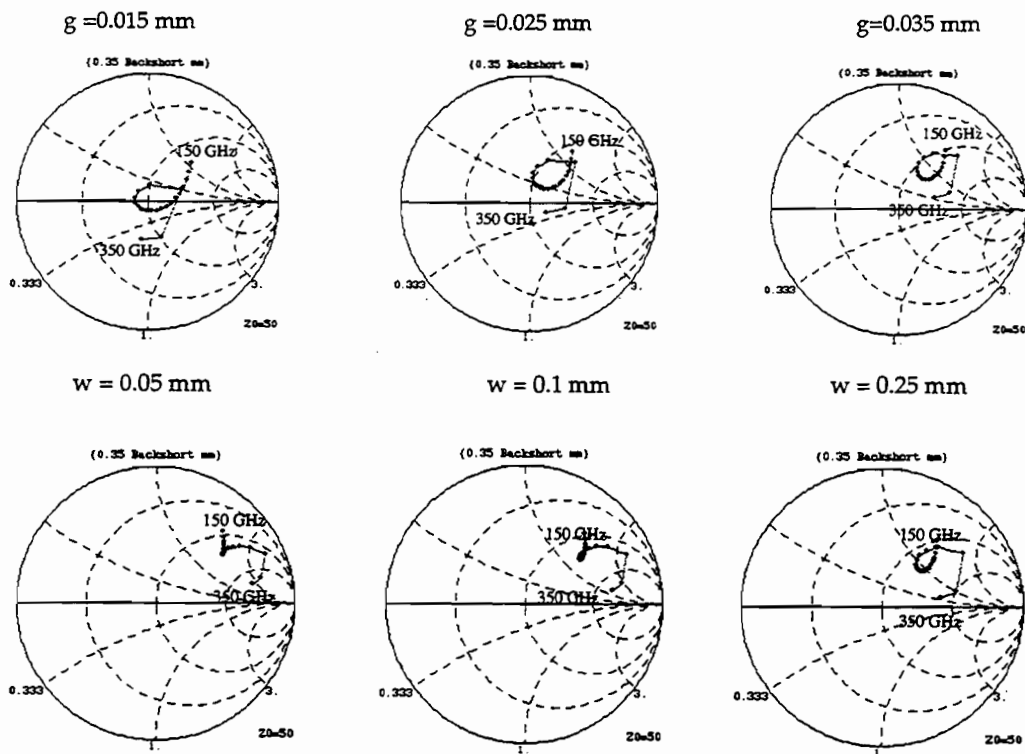 g =0.015 mm
g =0.025 mm
g=0.035 mm
(0.35 Backshort mm)
(0.35 Backshort mm)
(0.35 Backshort mm)
150 GHz
150 GHz
150 GHz
350 GHz
350 GHz
350 GHz
0.333
3.
0.333
3.
0.333
3.
Z0=50
Z0=50
Z0=50
1.
1.
1.
w = 0.05 mm
w = 0.1 mm
w = 0.25 mm
(0.35 Backshort mm)
(0.35 Backshort mm)
(0.35 Backshort mm)
150 GHz
150 GHz
150 GHz
350 GHz
350 GHz
350 GHz
0.333
3.
0.333
3.
0.333
3.
Z0=50
Z0=50
Z0=50
1.
1.
1.